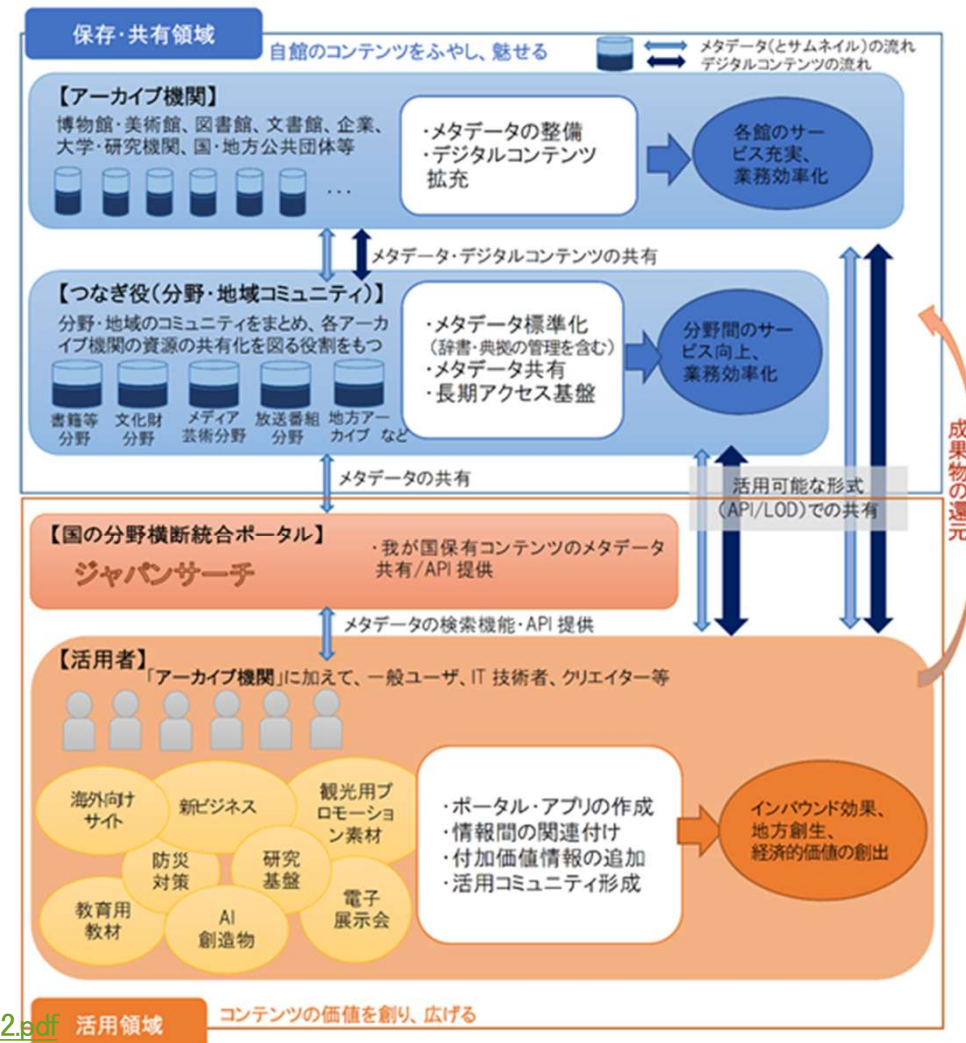 保存・共有領域
自館のコンテンツをふやし、魅せる
メタデータ(とサムネイル)の流れ
デジタルコンテンツの流れ
【アーカイブ機関】
博物館・美術館、図書館、文書館、企業、
大学・研究機関、国・地方公共団体等
…
・メタデータの整備
・デジタルコンテンツ
拡充
各館のサー
ビス充実、
業務効率化
メタデータ・デジタルコンテンツの共有
【つなぎ役(分野・地域コミュニティ)】
分野・地域のコミュニティをまとめ、各アーカ
イブ機関の資源の共有化を図る役割をもつ
書籍等
分野
文化財
分野
メディア
芸術分野
放送番組
分野
地方アー
カイブ など
・メタデータ標準化
(辞書・典拠の管理を含む)
・メタデータ共有
・長期アクセス基盤
分野間のサー
ビス向上、
業務効率化
メタデータの共有
活用可能な形式
(API/LOD)での共有
成果物の還元
【国の分野横断統合ポータル】
ジャパンサーチ
・我が国保有コンテンツのメタデータ
共有/API 提供
メタデータの検索機能・API 提供
【活用者】
「アーカイブ機関」に加えて、一般ユーザ、IT 技術者、クリエイター等
海外向け
サイト
新ビジネス
観光用プ
ロモーショ
ン素材
防災
対策
研究
基盤
教育用
教材
AI
創造物
電子
展示会
・ポータル・アプリの作成
・情報間の関連付け
・付加価値情報の追加
・活用コミュニティ形成
インバウンド効果、
地方創生、
経済的価値の創出
2.pdf
活用領域
コンテンツの価値を創り、広げる